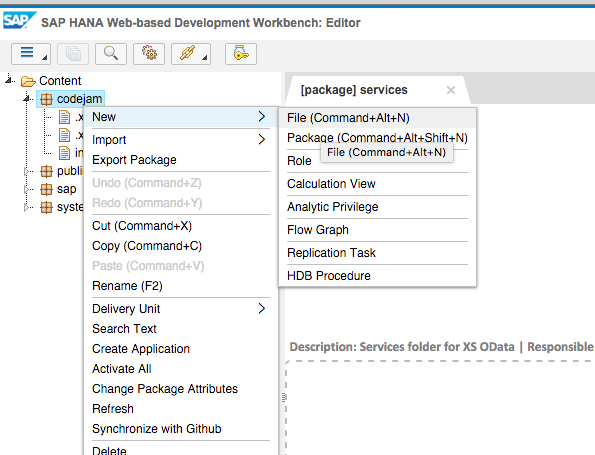 SAP SAP HANA Web-based Development Workbench: Editor
Content
[package] services
codejam
.x
.x
in
publi
sap
syste
New
Import
Export Package
Undo (Command+Z)
Redo (Command+Y)
Cut (Command+X)
Copy (Command+C)
Paste (Command+V)
Rename (F2)
Delivery Unit
Search Text
Create Application
Activate All
Change Package Attributes
Refresh
Synchronize with Github
Delete
File (Command+Alt+N)
Package (Command+Alt+Shift+N)
File (Command+Alt+N)
Role
Calculation View
Analytic Privilege
Flow Graph
Replication Task
HDB Procedure
Description: Services folder for XS OData | Responsible